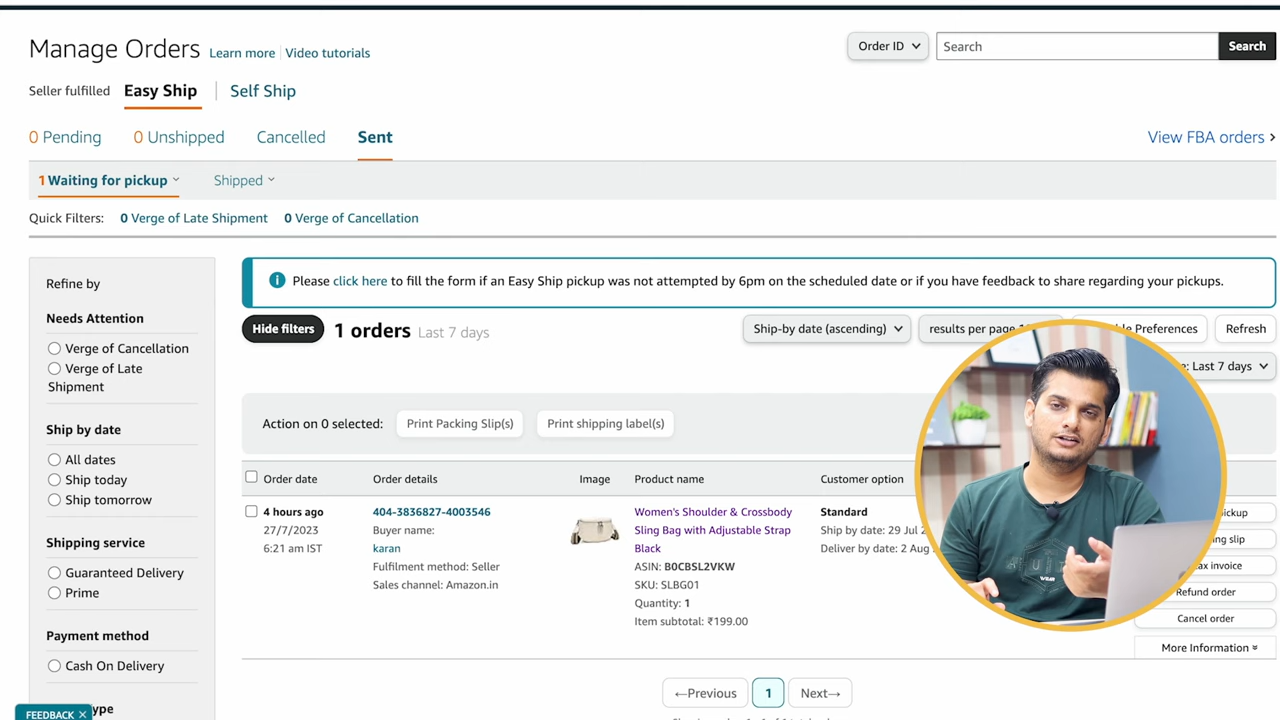 Manage Orders Learn more Video tutorials
Order ID Search Search
Seller fulfilled Easy Ship Self Ship
0 Pending 0 Unshipped Cancelled Sent
View FBA orders
1 Waiting for pickup Shipped
Quick Filters: 0 Verge of Late Shipment 0 Verge of Cancellation
Refine by
Needs Attention
Verge of Cancellation
Verge of Late
Shipment
Ship by date
All dates
Ship today
Ship tomorrow
Shipping service
Guaranteed Delivery
Prime
Payment method
Cash On Delivery
FEEDBACK
Please click here to fill the form if an Easy Ship pickup was not attempted by 6pm on the scheduled date or if you have feedback to share regarding your pickups.
Hide filters 1 orders Last 7 days
Ship-by date (ascending) results per page Preferences Refresh
Last 7 days
Action on 0 selected: Print Packing Slip(s) Print shipping label(s)
Order date Order details Image Product name Customer option
4 hours ago
27/7/2023
6:21 am IST
404-3836827-4003546
Buyer name:
karan
Fulfilment method: Seller
Sales channel: Amazon.in
Women's Shoulder & Crossbody
Sling Bag with Adjustable Strap
Black
ASIN: B0CBSL2VKW
SKU: SLBG01
Quantity: 1
Item subtotal: ₹199.00
Standard
Ship by date: 29 Jul
Deliver by date: 2 Aug
slip
invoice
Refund order
Cancel order
More Information
←Previous 1 Next→